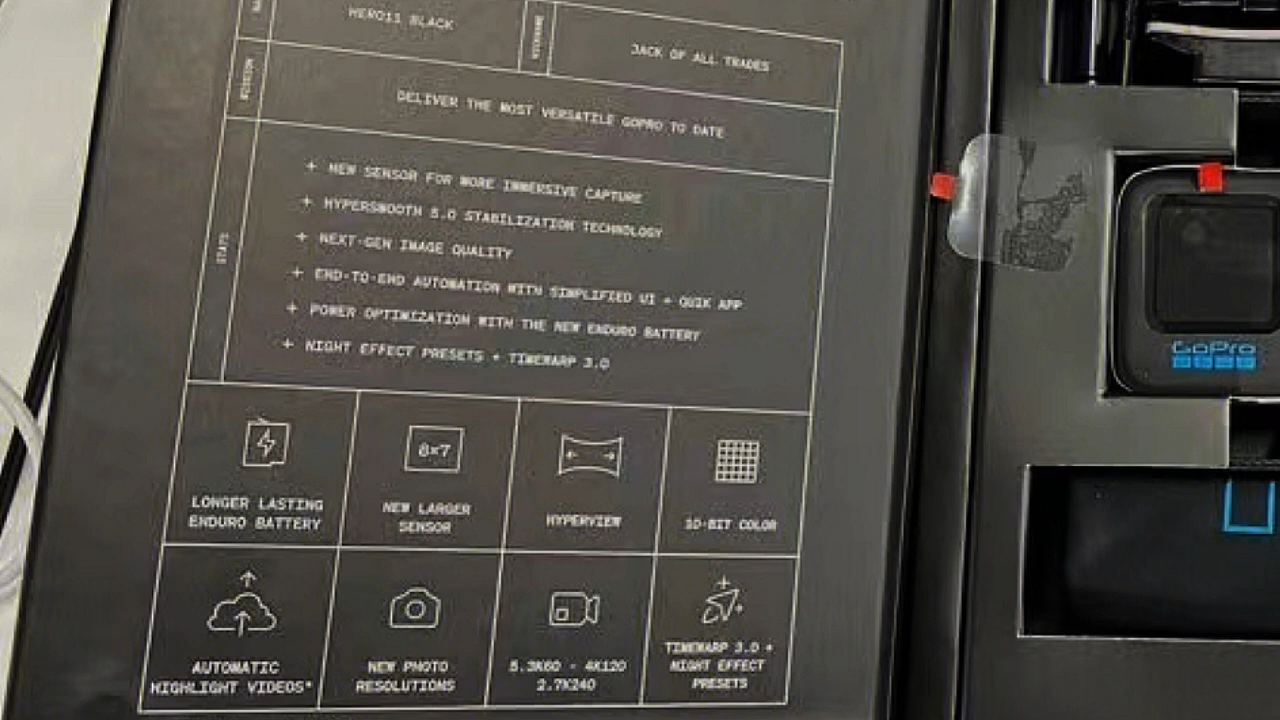 HERO11 BLACK
JACK OF ALL TRADES
MISSION
DELIVER THE MOST VERSATILE GOPRO TO DATE
+ NEW SENSOR FOR MORE IMMERSIVE CAPTURE
+ HYPERSMOOTH 5.0 STABILIZATION TECHNOLOGY
+ NEXT-GEN IMAGE QUALITY
+ END-TO-END AUTOMATION WITH SIMPLIFIED UI + QUIK APP
+ POWER OPTIMIZATION WITH THE NEW ENDURO BATTERY
+ NIGHT EFFECT PRESETS + TIMEWARP 3.0
8×7
LONGER LASTING
ENDURO BATTERY
NEW LARGER
SENSOR
HYPERVIEW
10-BIT COLOR
AUTOMATIC
HIGHLIGHT VIDEOS*
NEW PHOTO
RESOLUTIONS
5.3K60 - 4K120
2.7K240
TIMEWARP 3.0 +
NIGHT EFFECT
PRESETS
GoPro